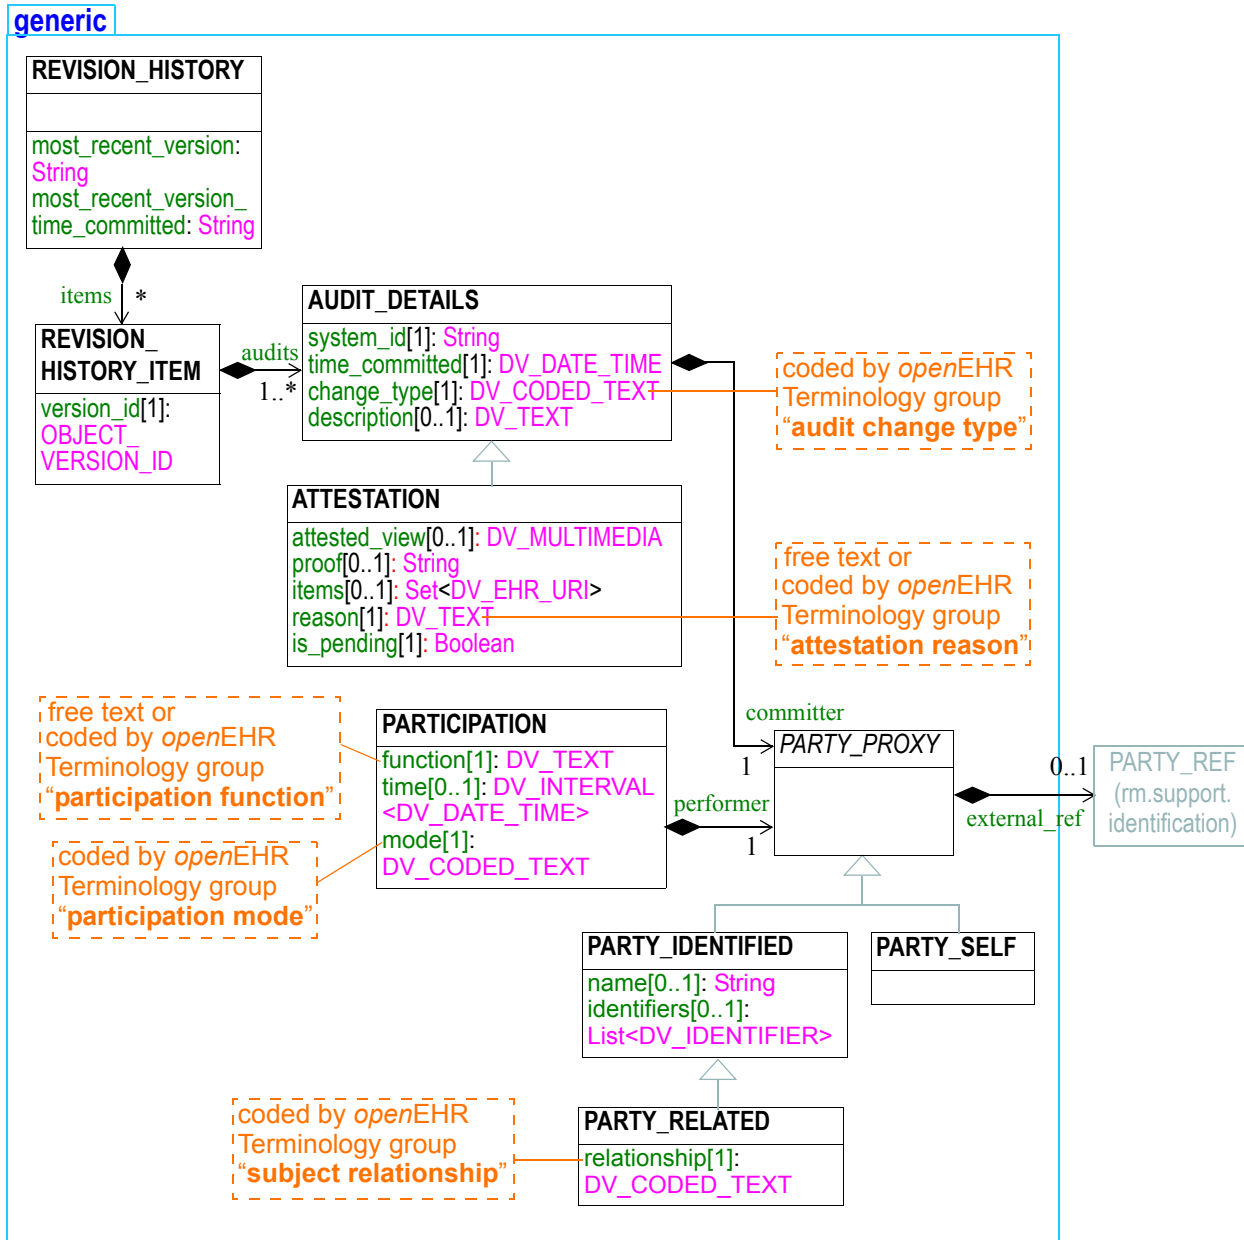 generic
REVISION_HISTORY
most_recent_version:
String
most_recent_version_
time_committed: String
items
*
REVISION_
HISTORY_ITEM
version_id[1]:
OBJECT_
VERSION_ID
audits
1..*
AUDIT_DETAILS
system_id[1]: String
time_committed[1]: DV_DATE_TIME
change_type[1]: DV_CODED_TEXT
description[0..1]: DV_TEXT
coded by openEHR
Terminology group
“audit change type”
ATTESTATION
attested_view[0..1]: DV_MULTIMEDIA
proof[0..1]: String
items[0..1]: Set<DV_EHR_URI>
reason[1]: DV_TEXT
is_pending[1]: Boolean
free text or
coded by openEHR
Terminology group
“attestation reason”
free text or
coded by openEHR
Terminology group
“participation function”
coded by openEHR
Terminology group
“participation mode”
PARTICIPATION
function[1]: DV_TEXT
time[0..1]: DV_INTERVAL
<DV_DATE_TIME>
mode[1]:
DV_CODED_TEXT
committer
1
performer
1
PARTY_PROXY
0..1
external_ref
PARTY_REF
(rm.support.
identification)
PARTY_IDENTIFIED
name[0..1]: String
identifiers[0..1]:
List<DV_IDENTIFIER>
PARTY_SELF
coded by openEHR
Terminology group
“subject relationship”
PARTY_RELATED
relationship[1]:
DV_CODED_TEXT